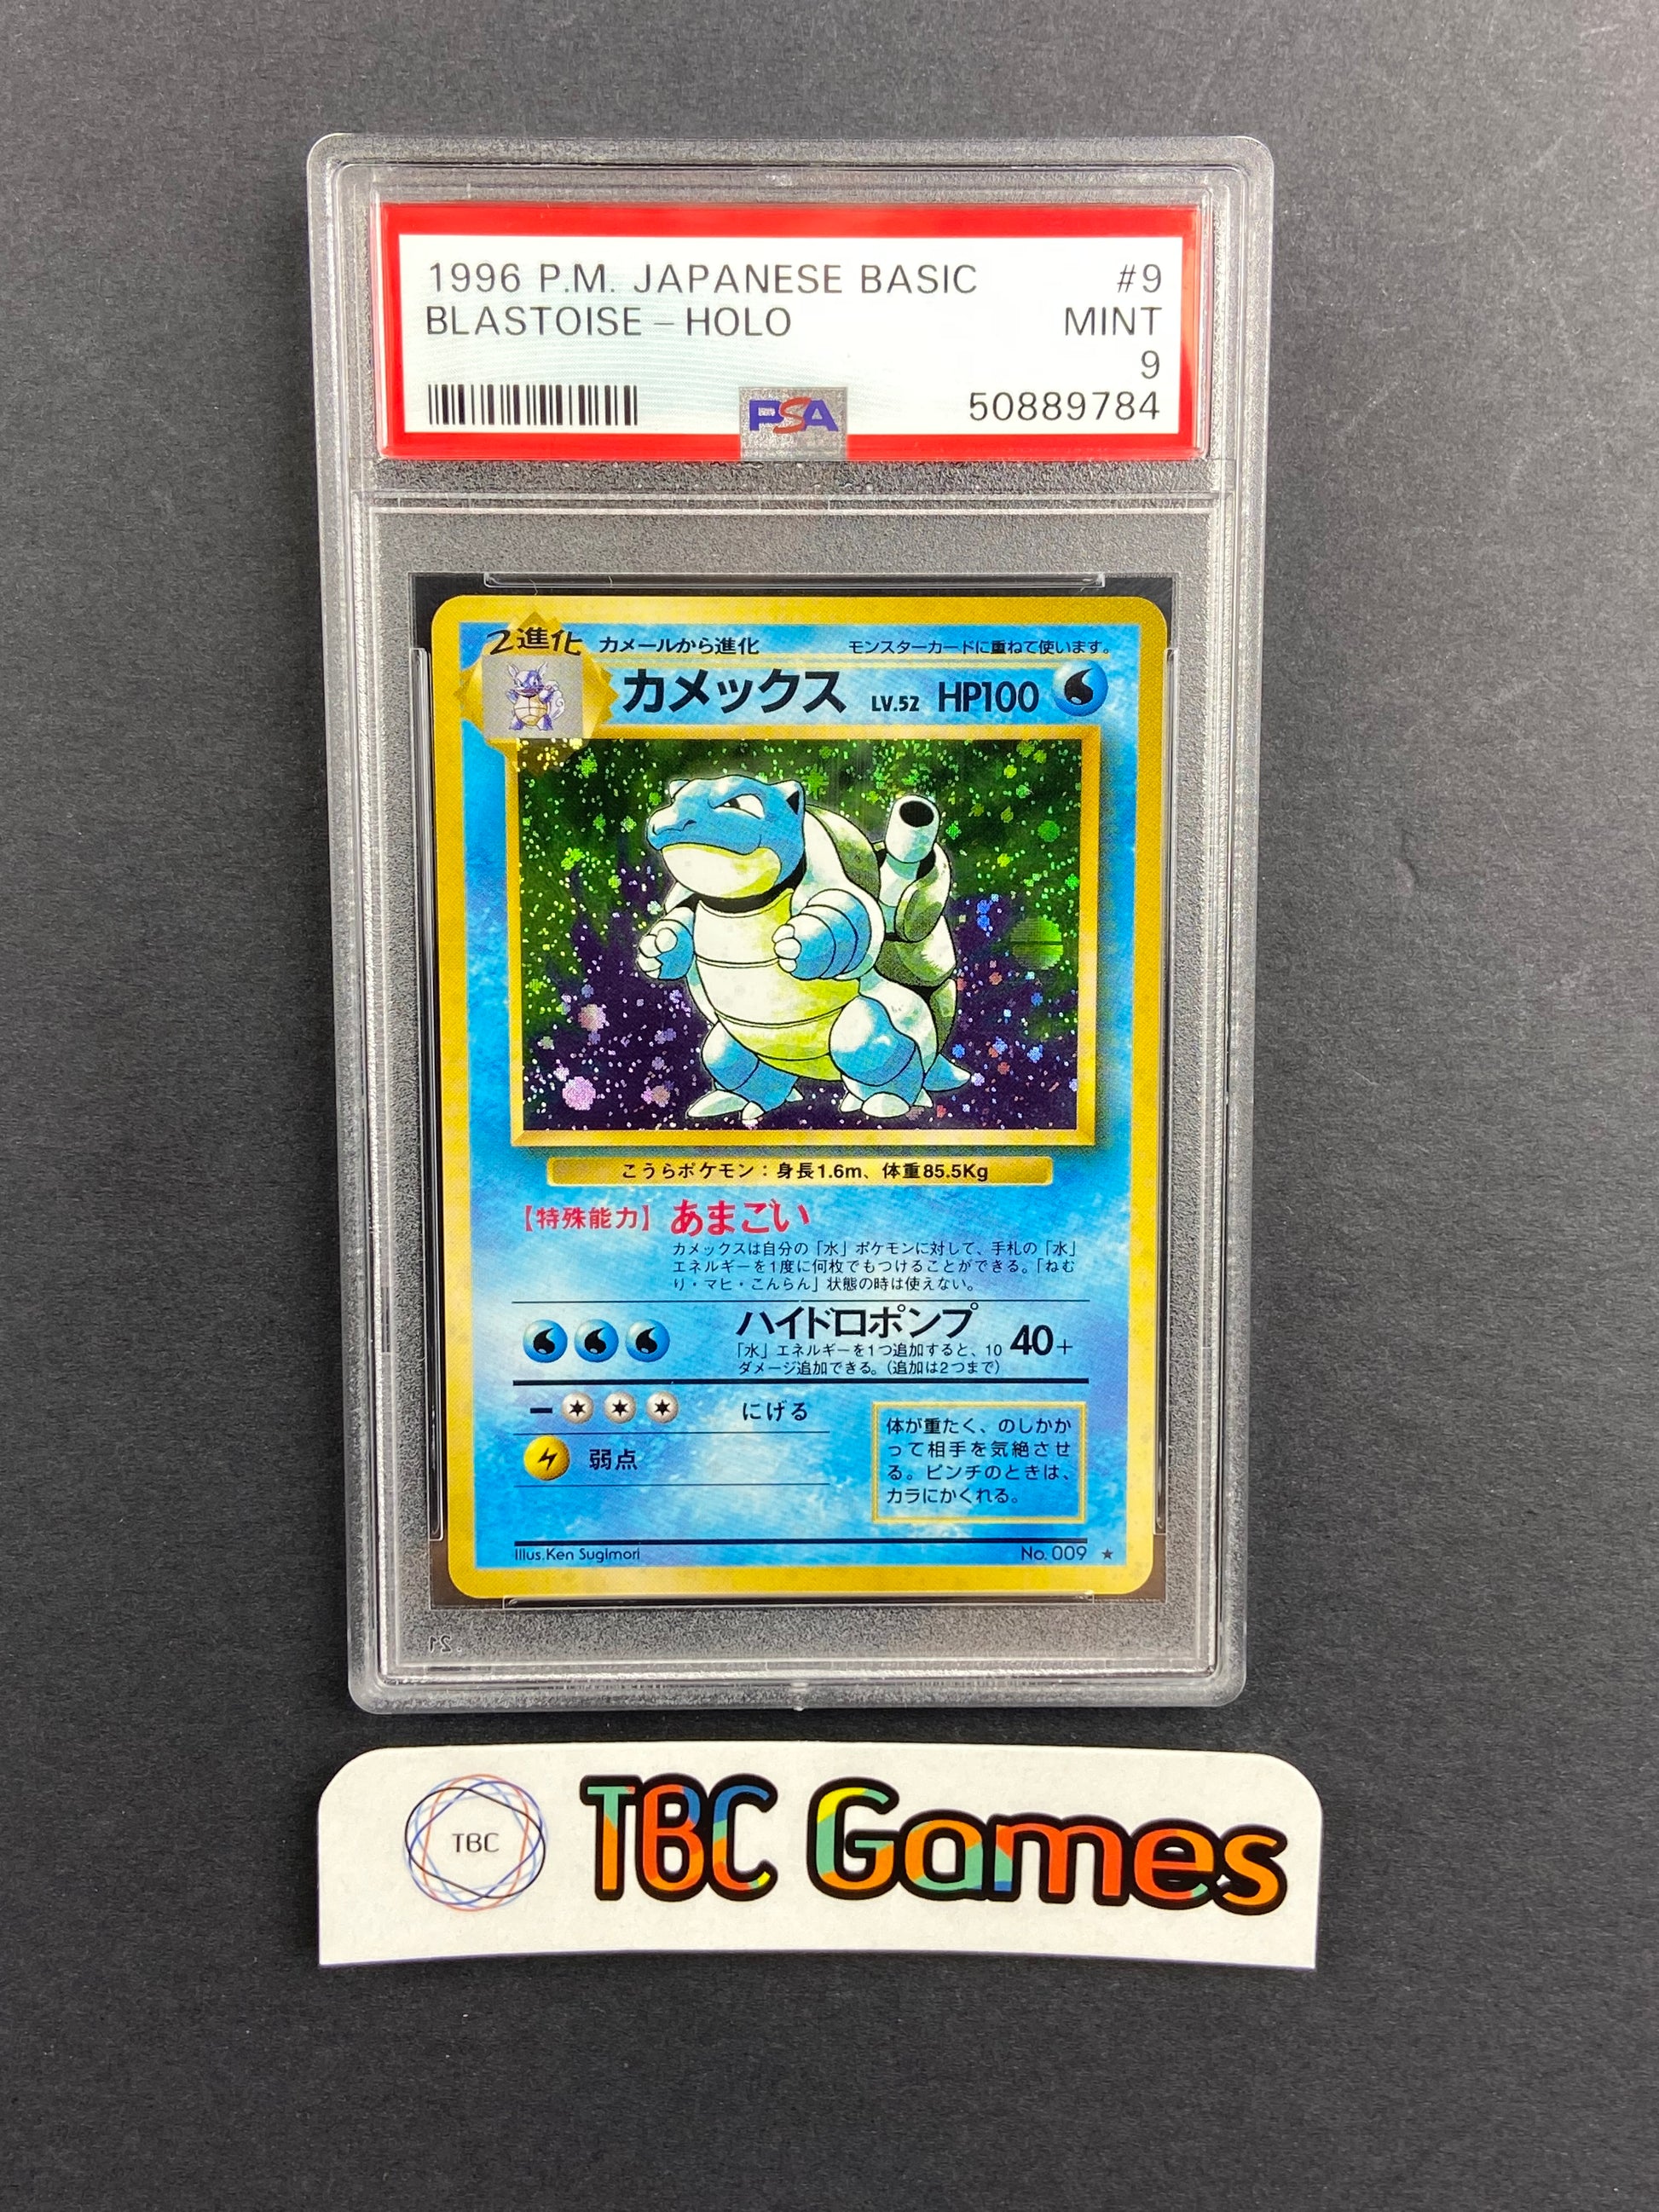 1996 P.M. JAPANESE BASIC #9
BLASTOISE – HOLO MINT
9
PSA 50889784
2進化 カメールから進化 モンスターカードに重ねて使います。
カメックス LV.52 HP100
こうらポケモン：身長1.6m、体重85.5Kg
【特殊能力】 あまごい
カメックスは自分の「水」ポケモンに対して、手札の「水」
エネルギーを1度に何枚でもつけることができる。「ねむ
り・マヒ・こんらん」状態の時は使えない。
ハイドロポンプ 40+
「水」エネルギーを1つ追加すると、10
ダメージ追加できる。（追加は2つまで）
にげる
弱点
体が重たく、のしかか
って相手を気絶させ
る。ピンチのときは、
カラにかくれる。
Illus.Ken Sugimori No. 009 ★
TBC
TBC Games